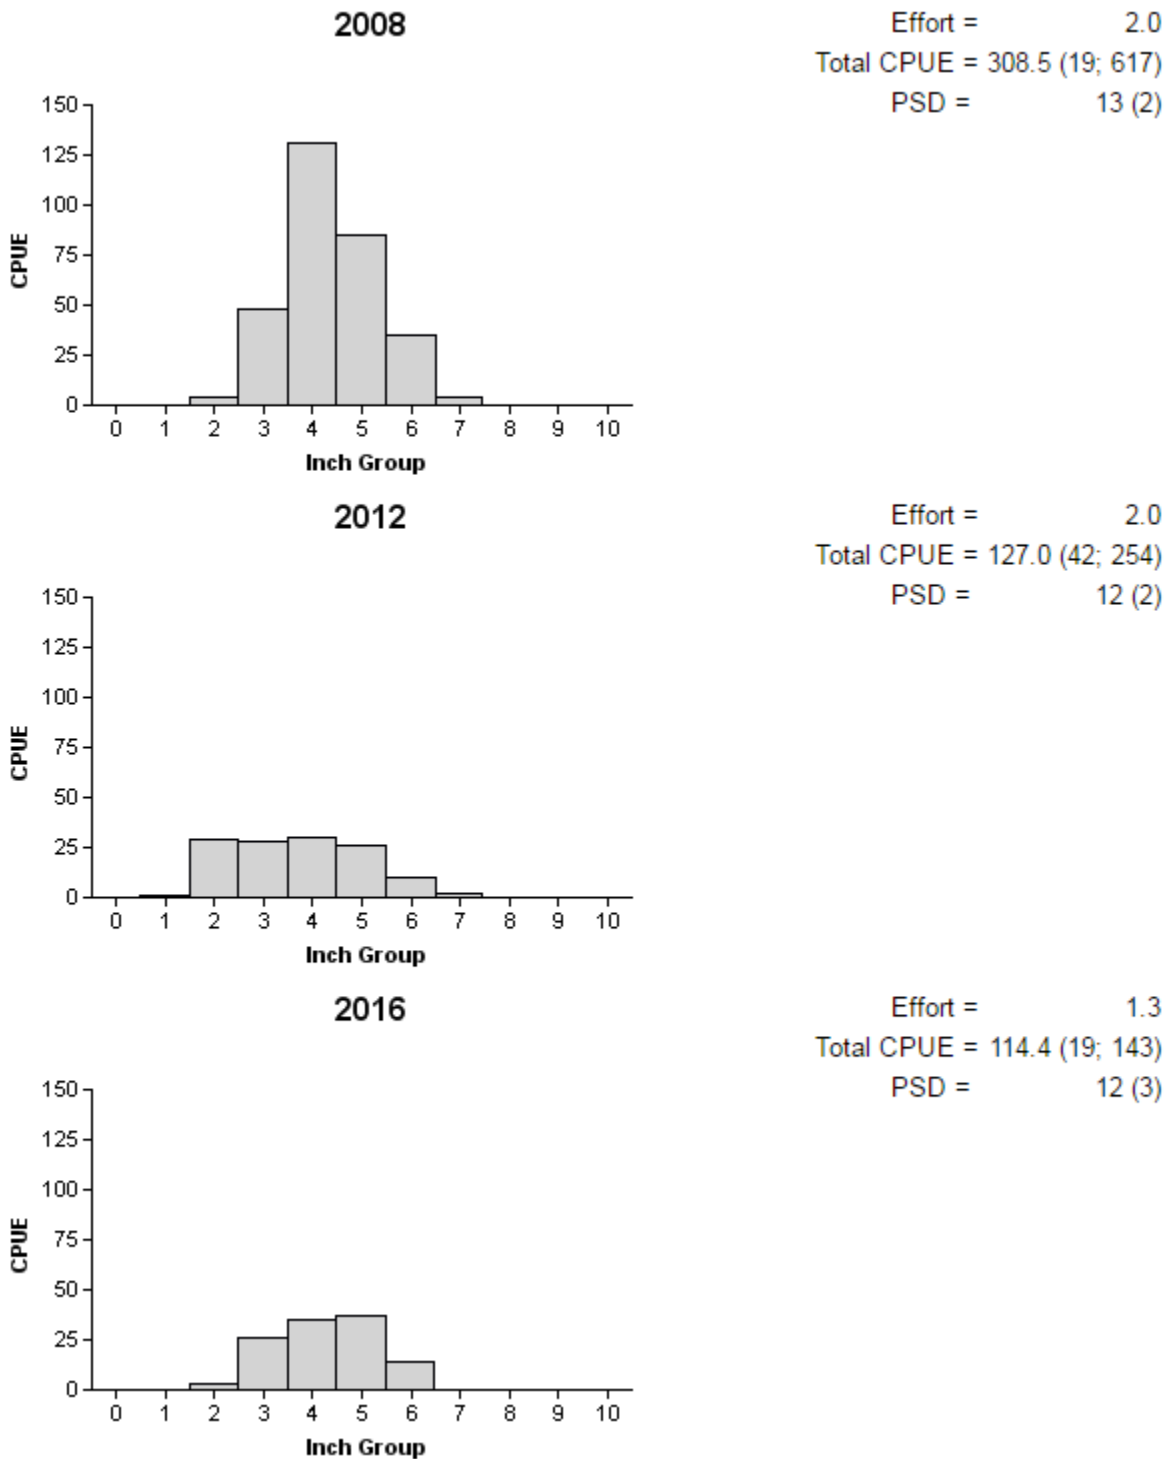 2008
Effort = 2.0
Total CPUE = 308.5 (19; 617)
PSD = 13 (2)
150
125
100
75
50
25
0
CPUE
0 1 2 3 4 5 6 7 8 9 10
Inch Group
2012
Effort = 2.0
Total CPUE = 127.0 (42; 254)
PSD = 12 (2)
150
125
100
75
50
25
0
CPUE
0 1 2 3 4 5 6 7 8 9 10
Inch Group
2016
Effort = 1.3
Total CPUE = 114.4 (19; 143)
PSD = 12 (3)
150
125
100
75
50
25
0
CPUE
0 1 2 3 4 5 6 7 8 9 10
Inch Group